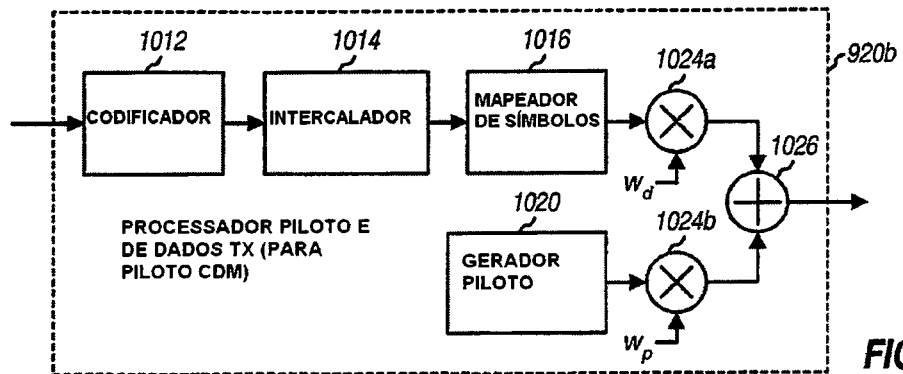 1012
1014
1016
1024a
920b
CODIFICADOR
INTERCALADOR
MAPEADOR
DE SÍMBOLOS
W_d
1026
PROCESSADOR PILOTO E
DE DADOS TX (PARA
PILOTO CDM)
1020
1024b
GERADOR
PILOTO
W_p
FIG